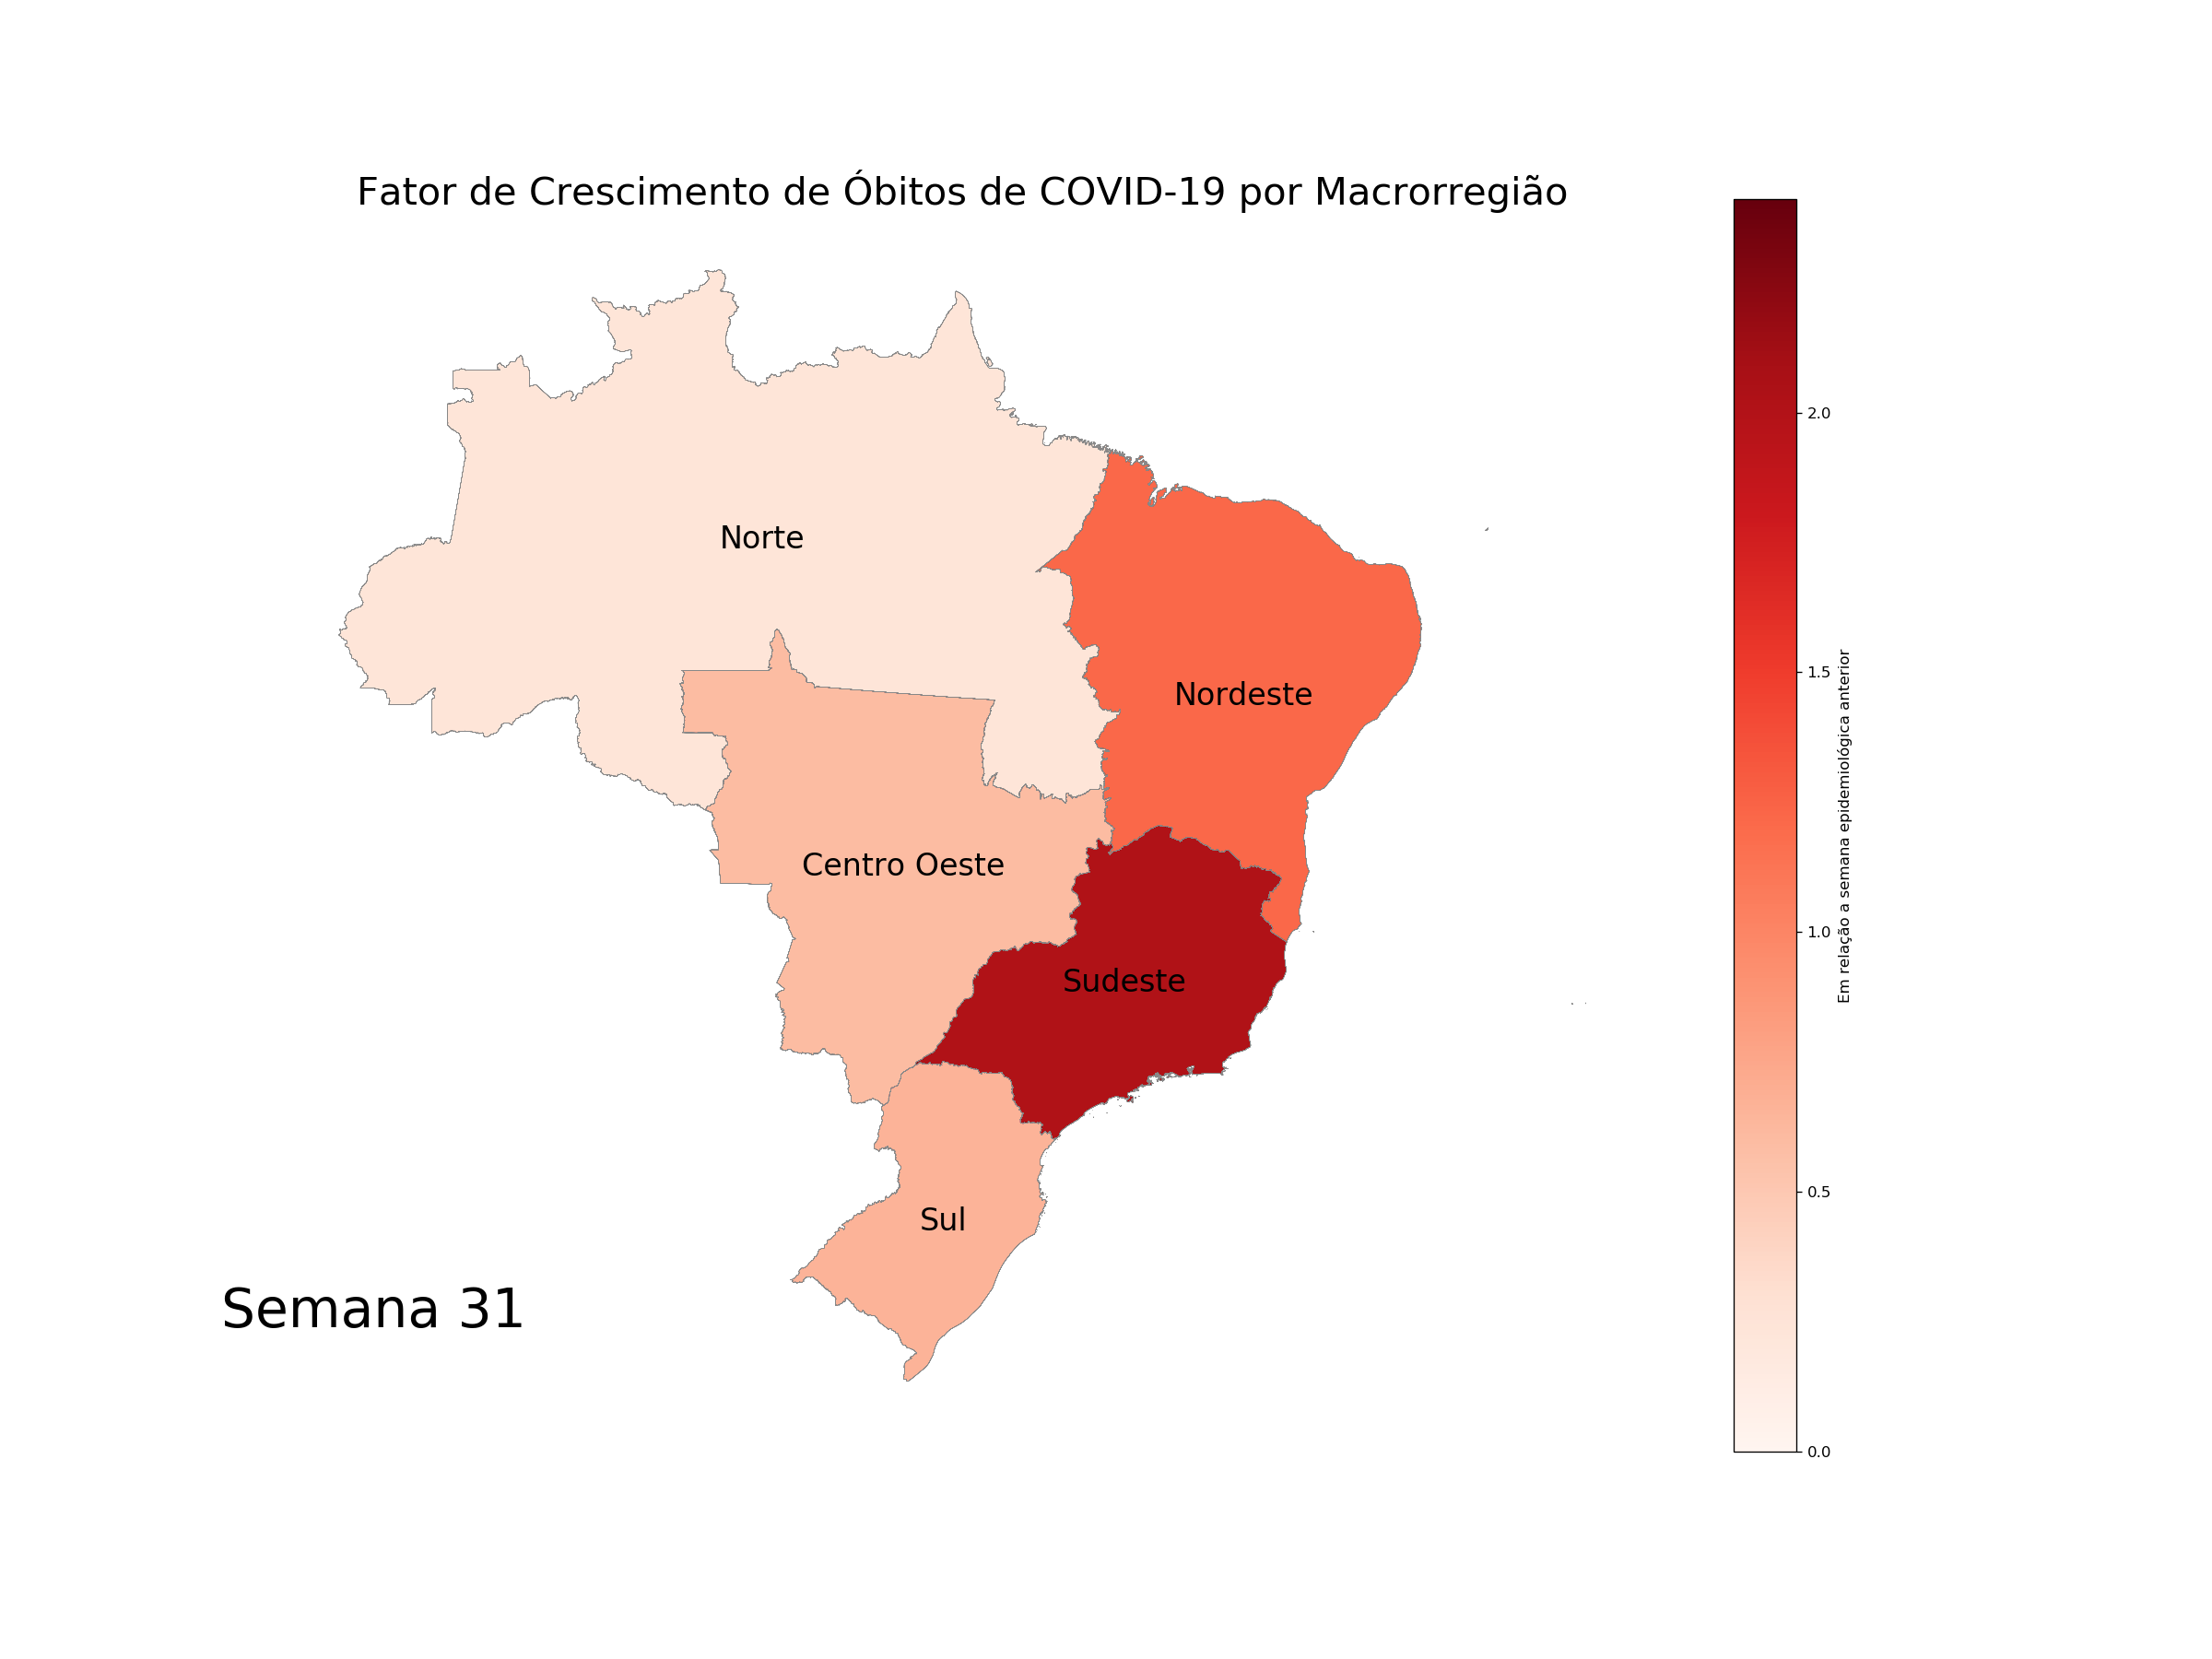 Fator de Crescimento de Óbitos de COVID-19 por Macrorregião
Norte
Nordeste
Centro Oeste
Sudeste
Sul
Semana 31
2.0
1.5
1.0
0.5
0.0
Em relação a semana epidemiológica anterior